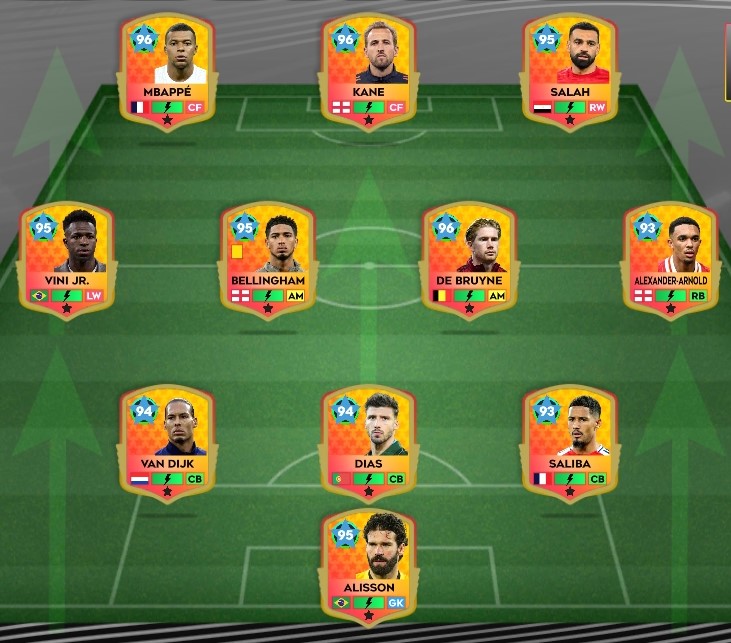 96
MBAPPÉ
CF
96
KANE
CF
95
SALAH
RW
95
VINI JR.
LW
95
BELLINGHAM
AM
96
DE BRUYNE
AM
93
ALEXANDER-ARNOLD
RB
94
VAN DIJK
CB
94
DIAS
CB
93
SALIBA
CB
95
ALISSON
GK